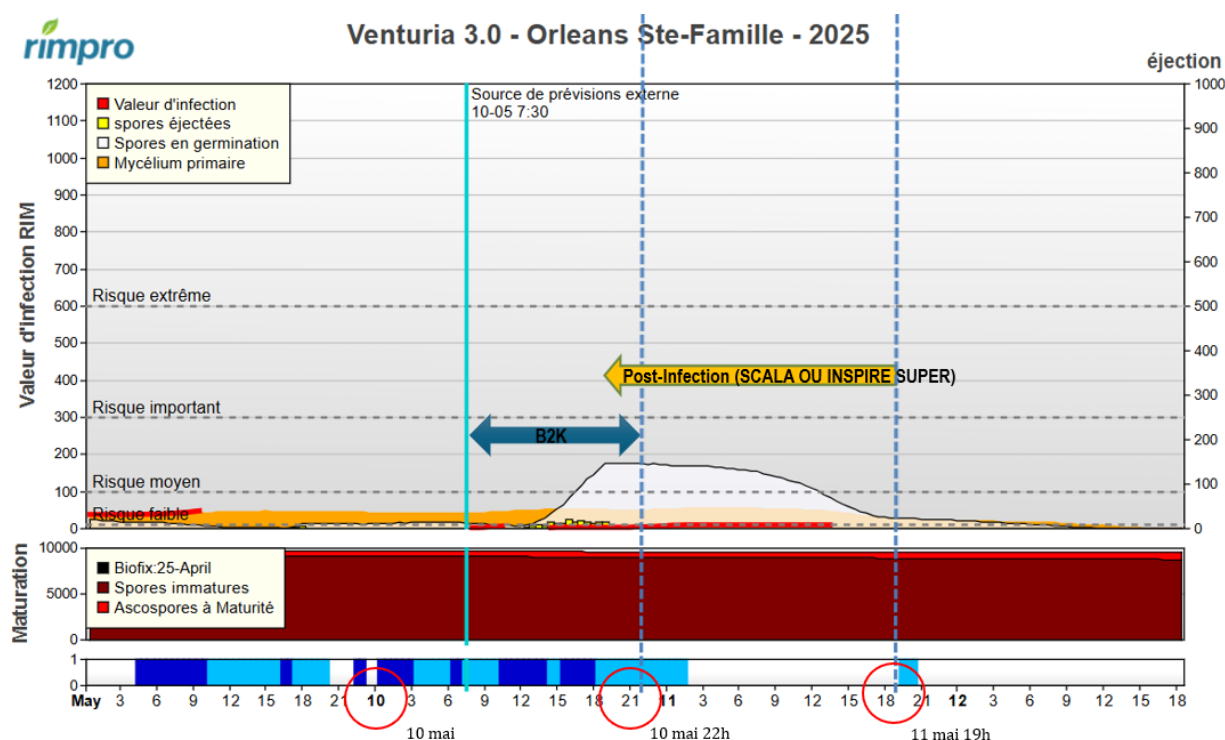 rimpro
Venturia 3.0 - Orleans Ste-Famille - 2025
éjection
Valeur d'infection RIM
1200
1100
1000
900
800
700
600
500
400
300
200
100
0
Valeur d'infection
spores éjectées
Spores en germination
Mycélium primaire
Source de prévisions externe
10-05 7:30
Risque extrême
Risque important
Risque moyen
Risque faible
Post-Infection (SCALA OU INSPIRE SUPER)
B2K
1000
900
800
700
600
500
400
300
200
100
0
Maturation
10000
5000
0
Biofix:25-April
Spores immatures
Ascospores à Maturité
1
0
May 3 6 9 12 15 18 21 10 3 6 9 12 15 18 21 11 3 6 9 12 15 18 21 12 3 6 9 12 15 18
10 mai 10 mai 22h 11 mai 19h